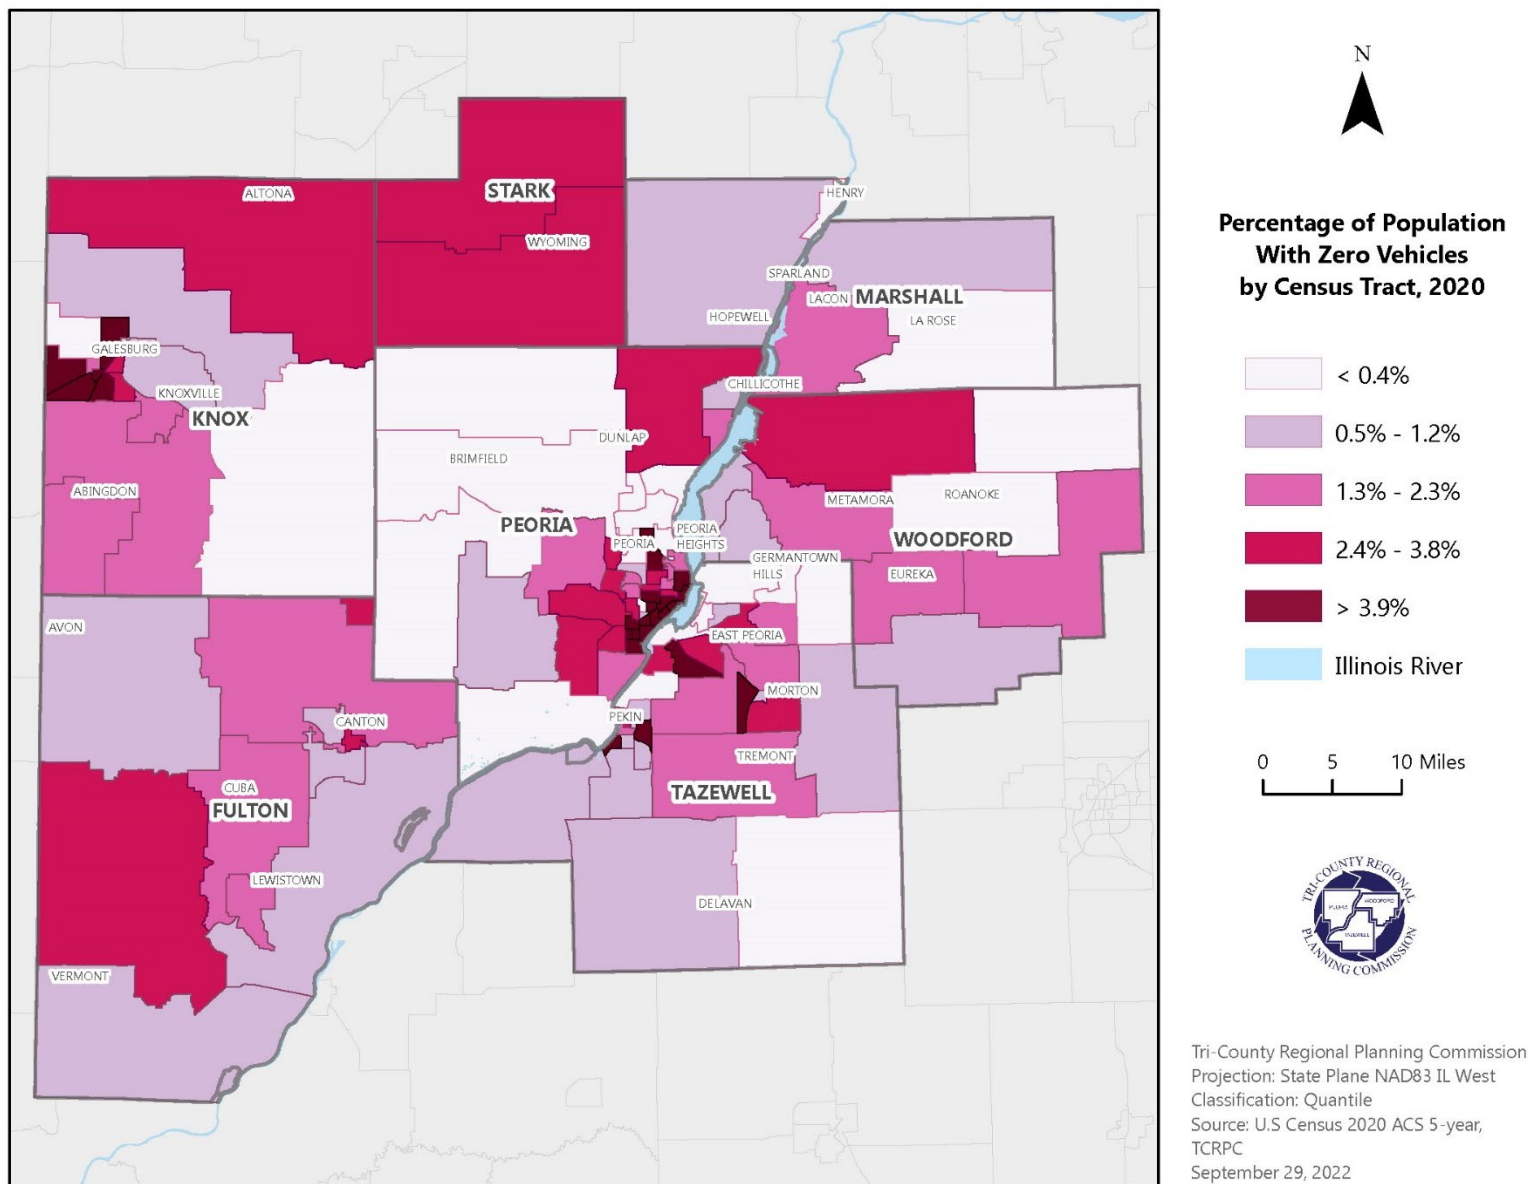 N
Percentage of Population
With Zero Vehicles
by Census Tract, 2020
< 0.4%
0.5% - 1.2%
1.3% - 2.3%
2.4% - 3.8%
> 3.9%
Illinois River
0 5 10 Miles
TRI-COUNTY REGIONAL
PEORIA
WOODFORD
TAZEWELL
PLANNING COMMISSION
Tri-County Regional Planning Commission
Projection: State Plane NAD83 IL West
Classification: Quantile
Source: U.S Census 2020 ACS 5-year,
TCRPC
September 29, 2022
ALTONA
STARK
WYOMING
HENRY
SPARLAND
LACON
MARSHALL
HOPEWELL
LA ROSE
GALESBURG
KNOXVILLE
KNOX
CHILLICOTHE
DUNLAP
BRIMFIELD
ABINGDON
METAMORA
ROANOKE
PEORIA
PEORIA
PEORIA
HEIGHTS
WOODFORD
GERMANTOWN
HILLS
EUREKA
AVON
EAST PEORIA
MORTON
CANTON
PEKIN
TREMONT
CUBA
FULTON
TAZEWELL
LEWISTOWN
DELAVAN
VERMONT